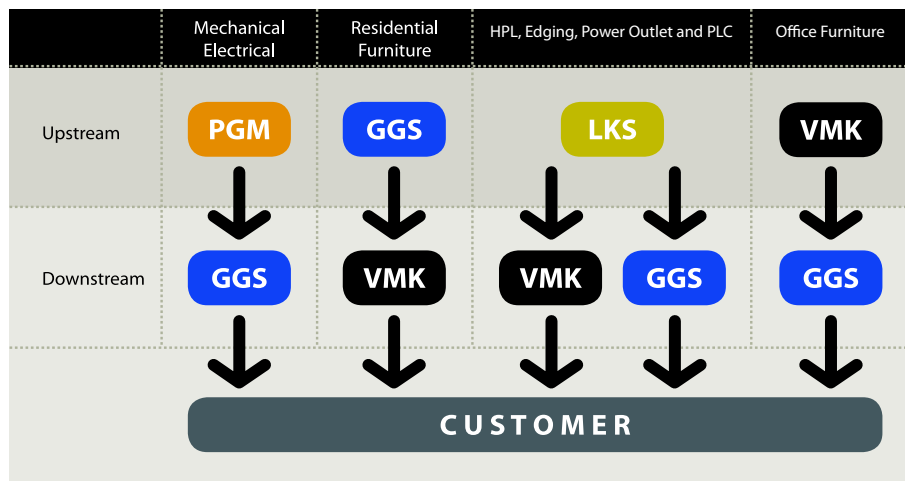 Mechanical
Electrical
Residential
Furniture
HPL, Edging, Power Outlet and PLC
Office Furniture
Upstream
PGM
GGS
LKS
VMK
Downstream
GGS
VMK
VMK
GGS
GGS
CUSTOMER